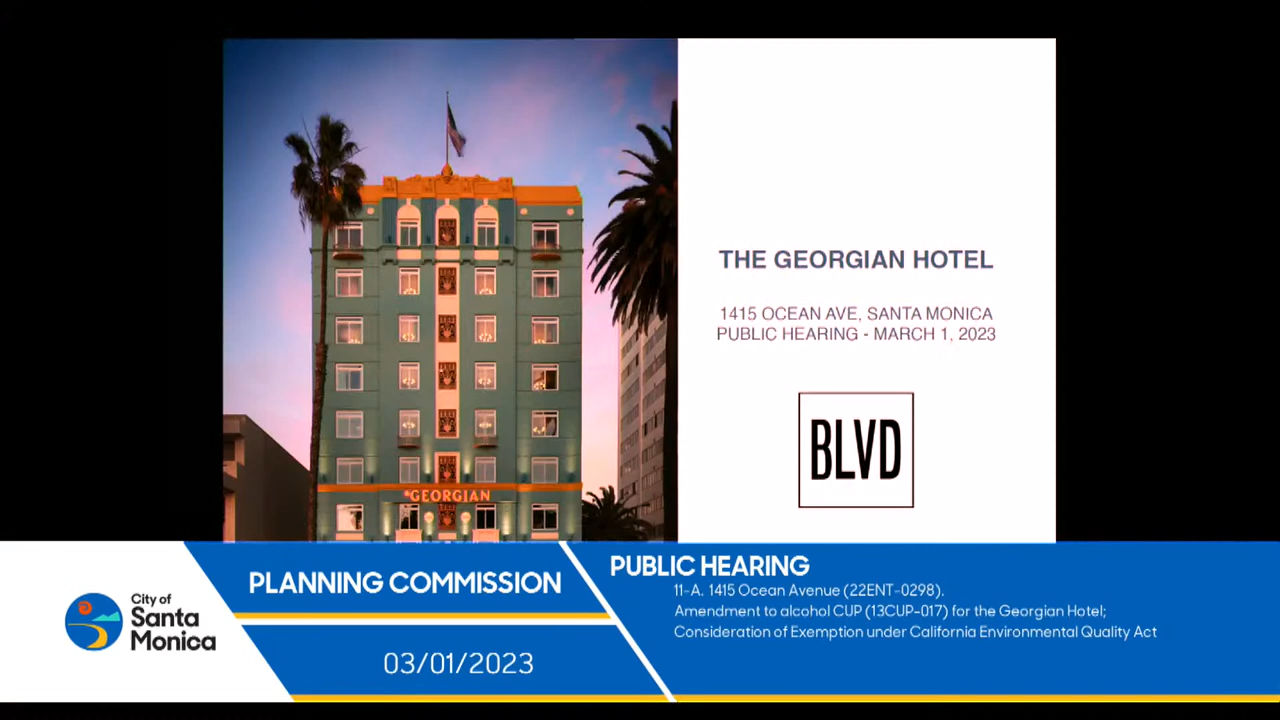 THE GEORGIAN HOTEL
1415 OCEAN AVE, SANTA MONICA
PUBLIC HEARING - MARCH 1, 2023
BLVD
GEORGIAN
City of
Santa
Monica
PLANNING COMMISSION
03/01/2023
PUBLIC HEARING
11-A. 1415 Ocean Avenue (22ENT-0298).
Amendment to alcohol CUP (13CUP-017) for the Georgian Hotel;
Consideration of Exemption under California Environmental Quality Act